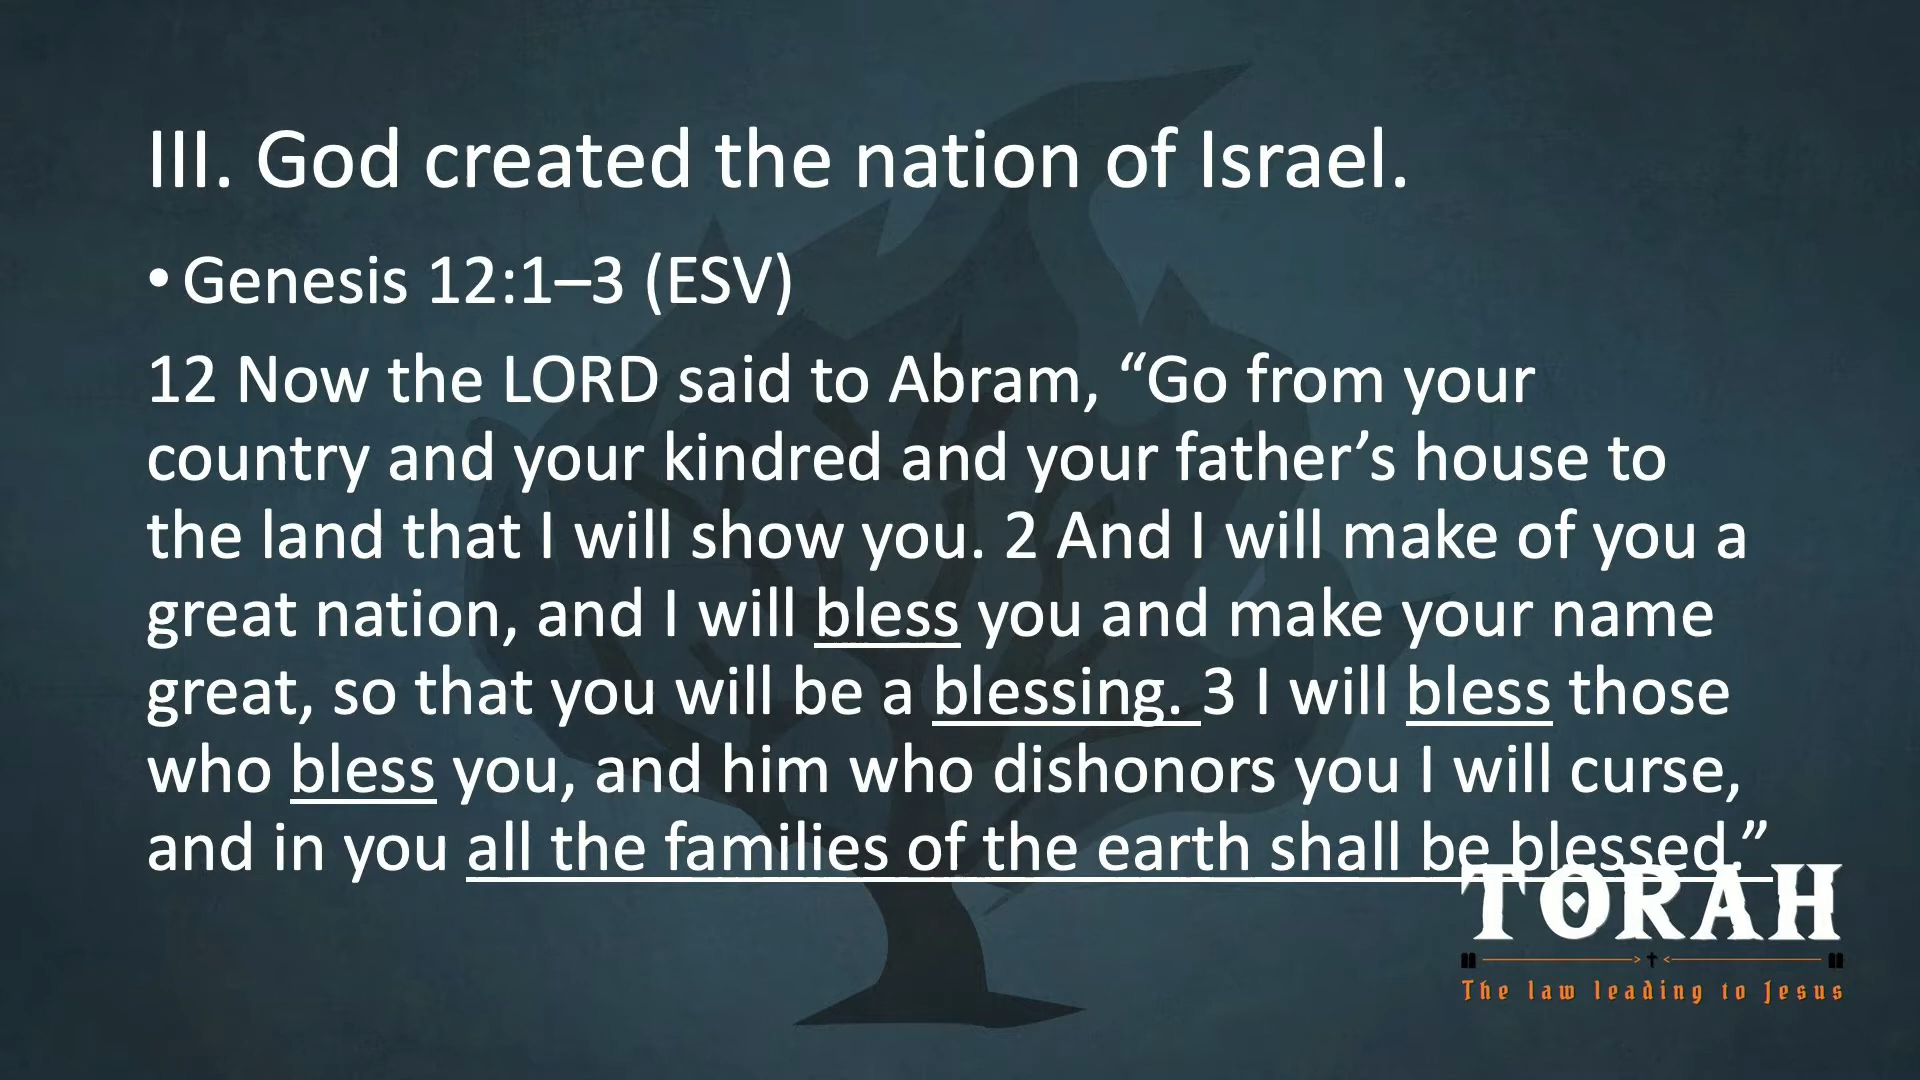 III. God created the nation of Israel.
• Genesis 12:1–3 (ESV)
12 Now the LORD said to Abram, “Go from your
country and your kindred and your father’s house to
the land that I will show you. 2 And I will make of you a
great nation, and I will bless you and make your name
great, so that you will be a blessing. 3 I will bless those
who bless you, and him who dishonors you I will curse,
and in you all the families of the earth shall be blessed.”
TORAH
The law leading to Jesus